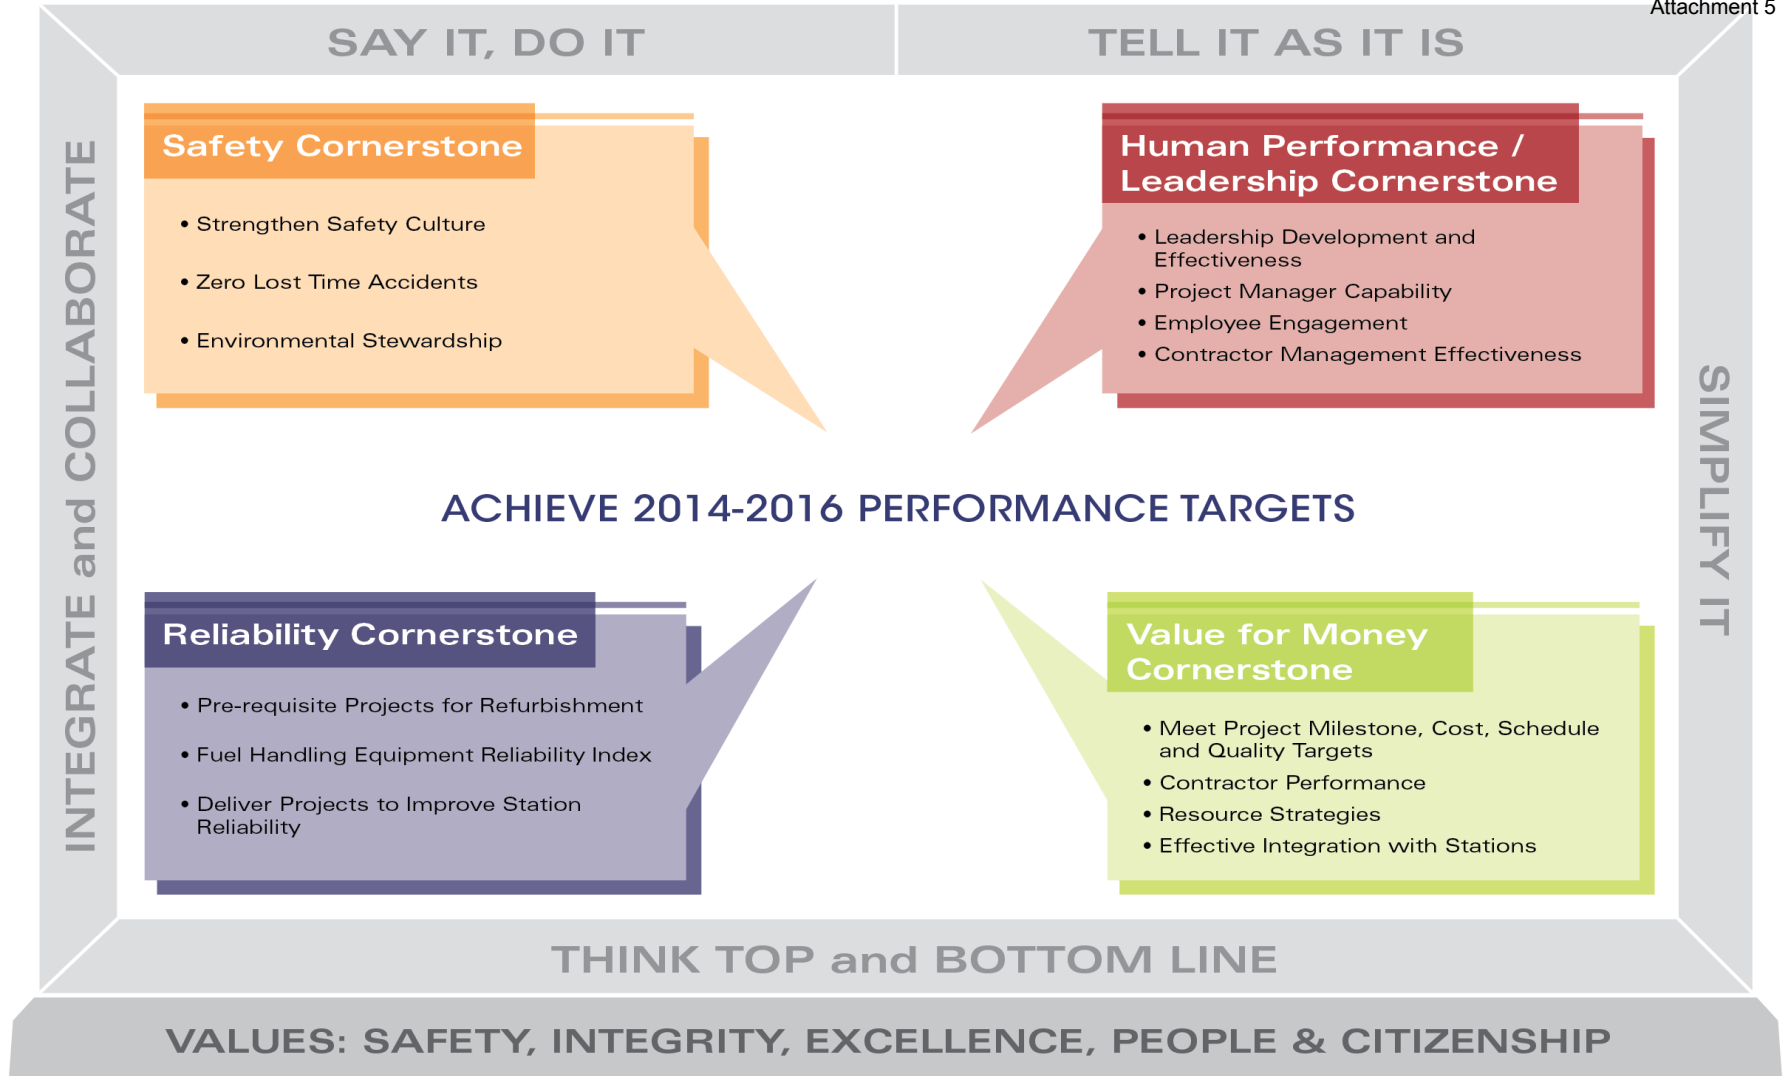 Attachment 5
SAY IT, DO IT
TELL IT AS IT IS
INTEGRATE and COLLABORATE
Safety Cornerstone
• Strengthen Safety Culture
• Zero Lost Time Accidents
• Environmental Stewardship
Human Performance /
Leadership Cornerstone
• Leadership Development and
Effectiveness
• Project Manager Capability
• Employee Engagement
• Contractor Management Effectiveness
SIMPLIFY IT
ACHIEVE 2014-2016 PERFORMANCE TARGETS
Reliability Cornerstone
• Pre-requisite Projects for Refurbishment
• Fuel Handling Equipment Reliability Index
• Deliver Projects to Improve Station
Reliability
Value for Money
Cornerstone
• Meet Project Milestone, Cost, Schedule
and Quality Targets
• Contractor Performance
• Resource Strategies
• Effective Integration with Stations
THINK TOP and BOTTOM LINE
VALUES: SAFETY, INTEGRITY, EXCELLENCE, PEOPLE & CITIZENSHIP